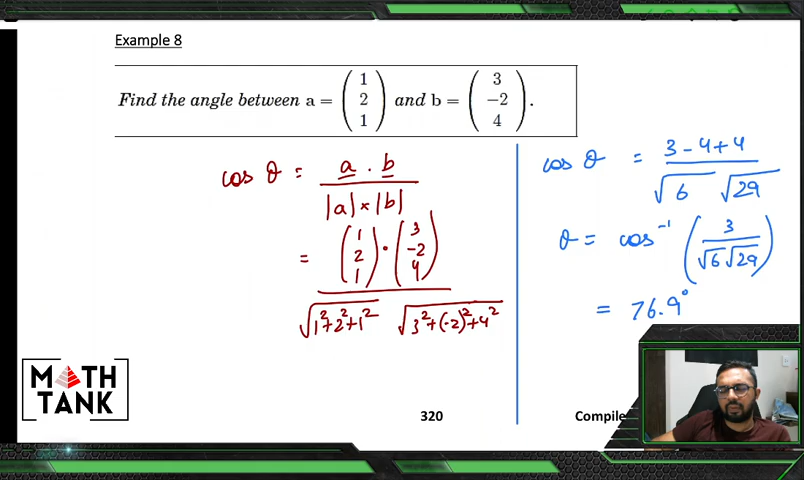 Example 8
Find the angle between a = ( 1 2 1 ) and b = ( 3 −2 4 ) .
cos θ = a . b / |a| × |b|
= ( 1 2 1 ) • ( 3 -2 4 ) / √1²+2²+1² √3²+(-2)²+4²
cos θ = 3 - 4 + 4 / √6 √29
θ = cos⁻¹ ( 3 / √6 √29 )
= 76.9°
MATH
TANK
320
Compile